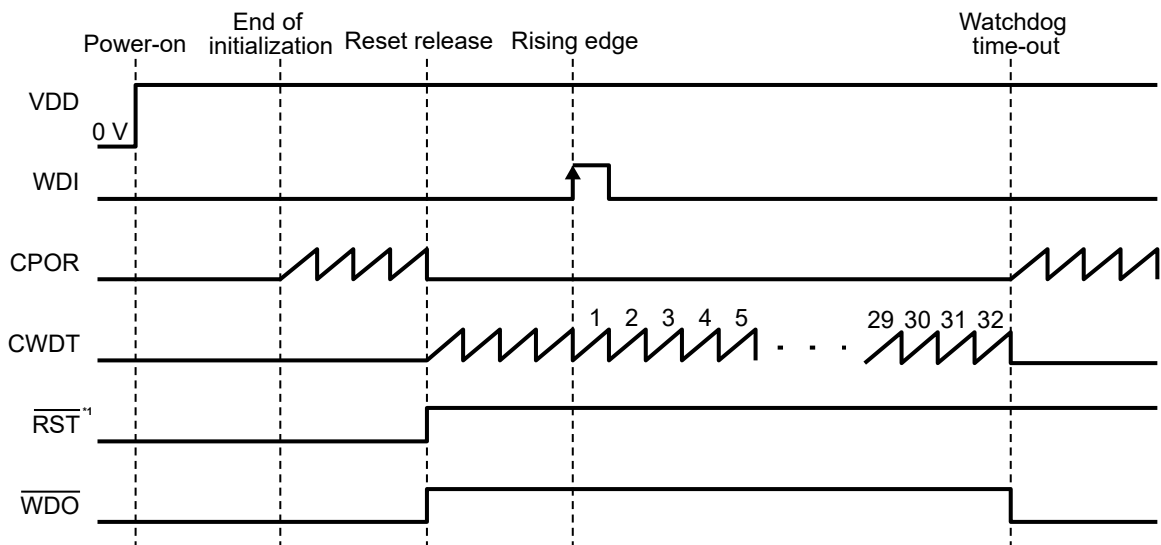 End of
initialization
Watchdog
time-out
Power-on
Reset release
Rising edge
VDD
0 V
WDI
CPOR
1 2 3 4 5
29 30 31 32
CWDT
. . . .
RST*1
WDO